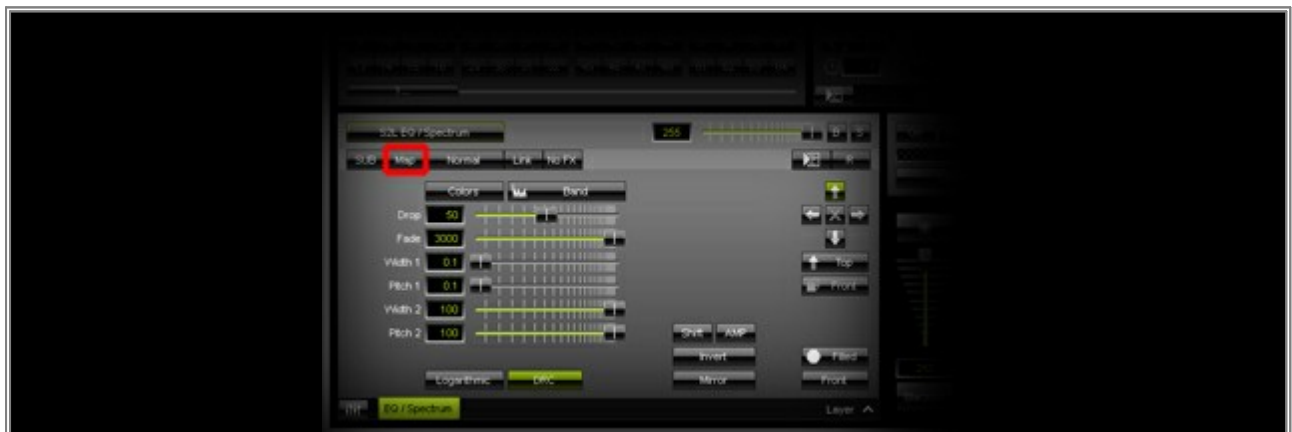 S2L EQ / Spectrum 255 B S
SUB Map Normal Link No FX R
Colors Band
Drop 50
Fade 3000
Width 1 0.1 Top
Pitch 1 0.1 Front
Width 2 100
Pitch 2 100 Shift AMP
Invert Filled
Logarithmic DRC Mirror Front
EQ / Spectrum Layer